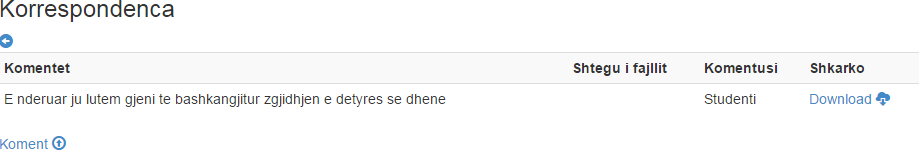 Korrespondenca
Komentet Shtegu i fajllit Komentusi Shkarko
E nderuar ju lutem gjeni te bashkangjitur zgjidhjen e detyres se dhene Studenti Download
Koment